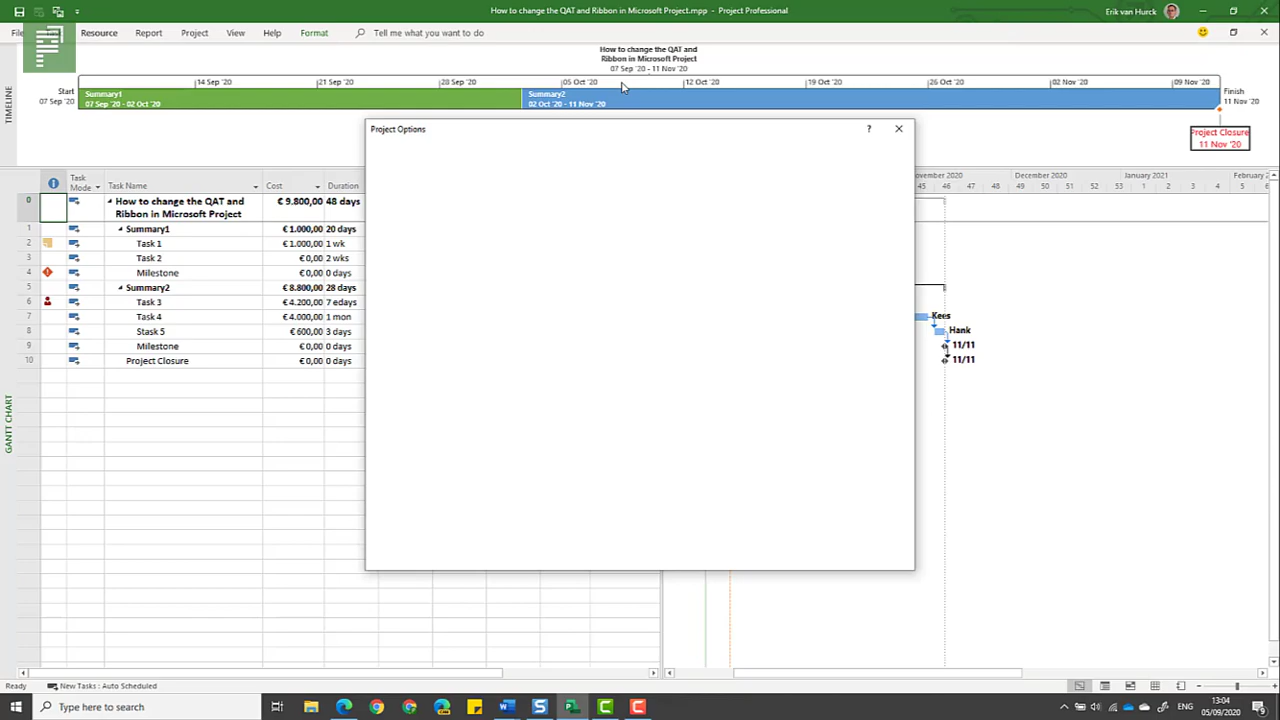 How to change the QAT and Ribbon in Microsoft Project.mpp - Project Professional
Erik van Hurck
Resource Report Project View Help Format Tell me what you want to do
How to change the QAT and
Ribbon in Microsoft Project
07 Sep '20 - 11 Nov '20
TIMELINE
14 Sep '20 21 Sep '20 28 Sep '20 05 Oct '20 12 Oct '20 19 Oct '20 26 Oct '20 02 Nov '20 09 Nov '20
Start
07 Sep '20
Summary1
07 Sep '20 - 02 Oct '20
Summary2
02 Oct '20 - 11 Nov '20
Finish
11 Nov '20
Project Closure
11 Nov '20
Project Options
?
Task Mode Task Name Cost Duration
December 2020 January 2021
45 46 47 48 49 50 51 52 53 1 2 3 4 5 6
0 How to change the QAT and Ribbon in Microsoft Project € 9.800,00 48 days
1 Summary1 € 1.000,00 20 days
2 Task 1 € 1.000,00 1 wk
3 Task 2 € 0,00 2 wks
4 Milestone € 0,00 0 days
5 Summary2 € 8.800,00 28 days
6 Task 3 € 4.200,00 7 edays
7 Task 4 € 4.000,00 1 mon Kees
8 Stask 5 € 600,00 3 days Hank
9 Milestone € 0,00 0 days 11/11
10 Project Closure € 0,00 0 days 11/11
GANTT CHART
Ready New Tasks : Auto Scheduled
Type here to search
ENG
13:04
05/09/2020